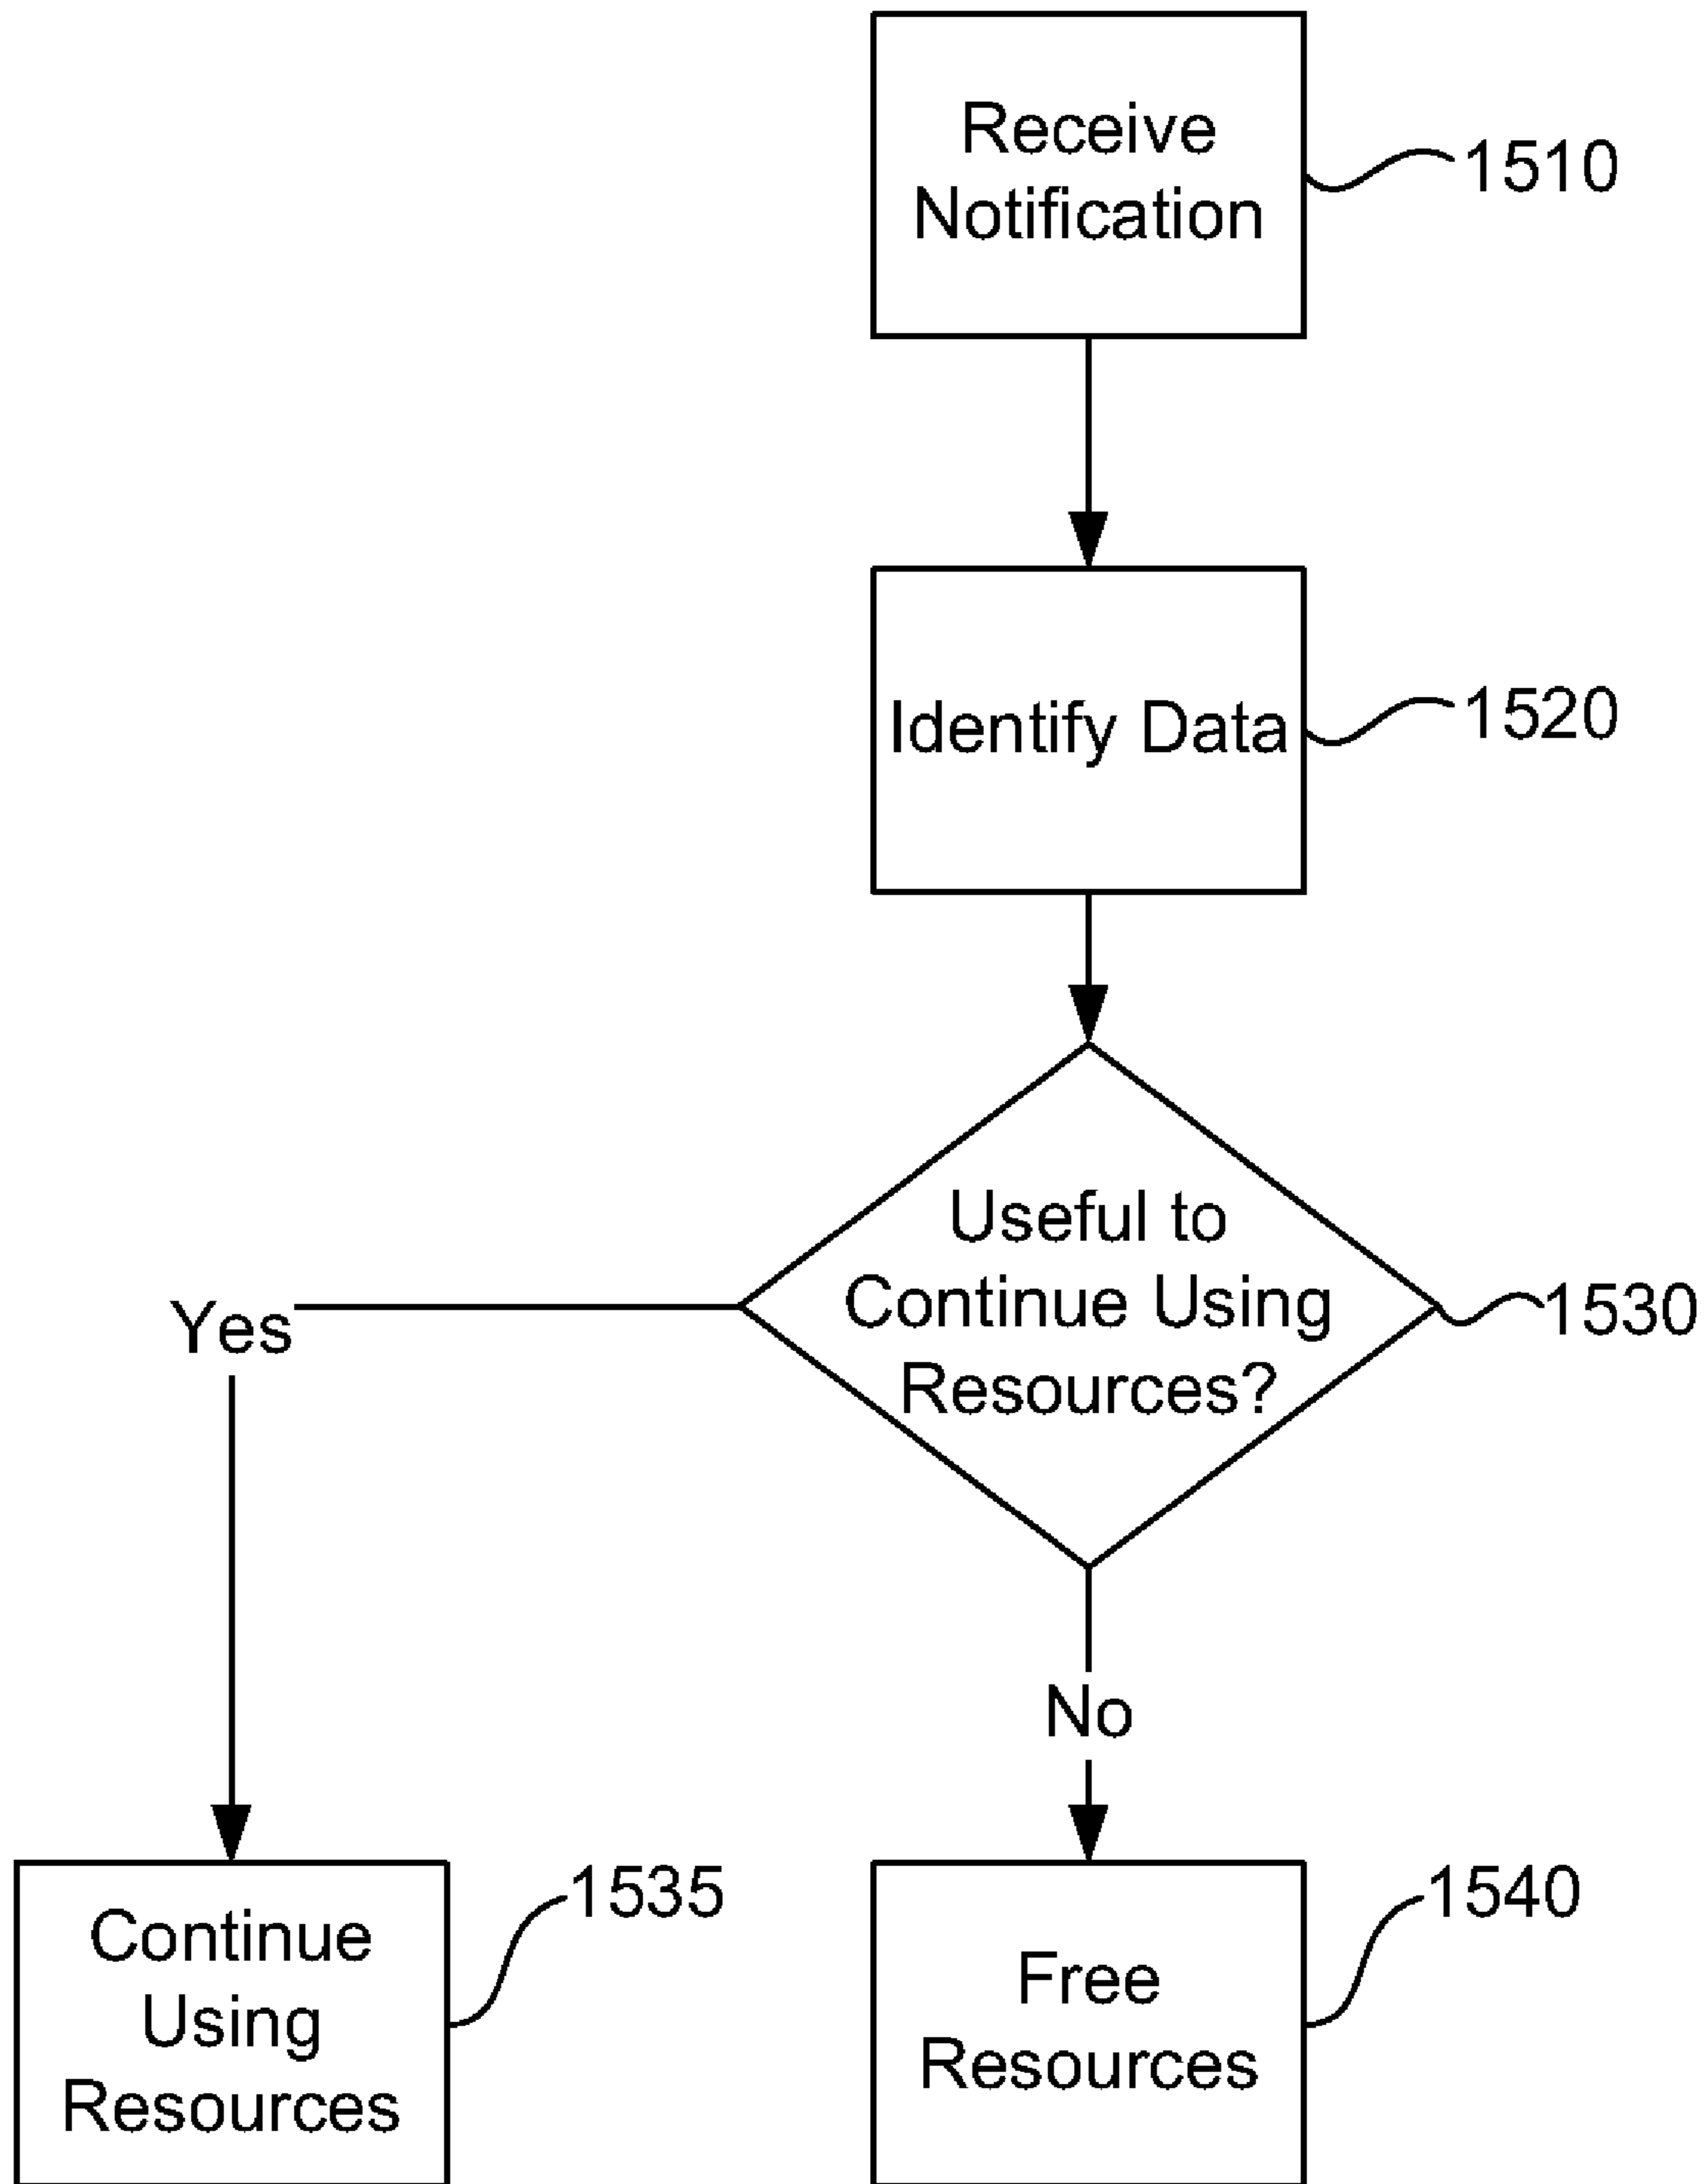 Receive
Notification
1510
Identify Data
1520
Useful to
Continue Using
Resources?
1530
Yes
No
Continue
Using
Resources
1535
Free
Resources
1540